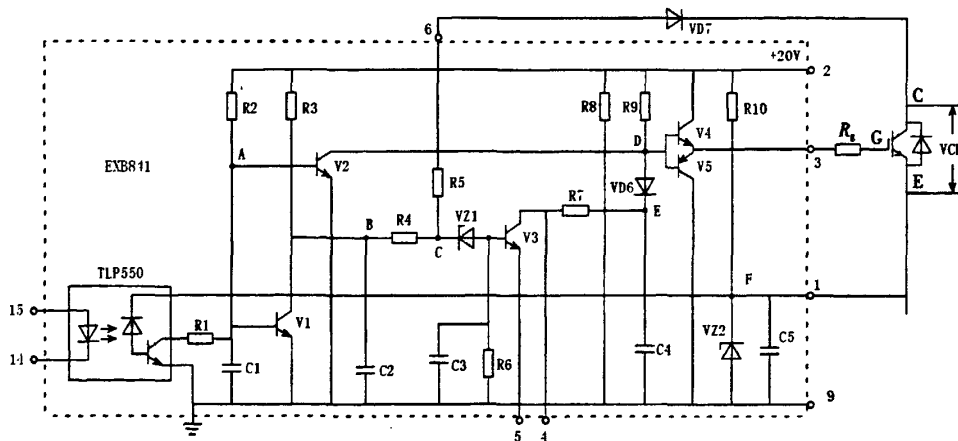 6
VD7
+20V
2
R2
R3
R8
R9
R10
C
A
D
V4
Rg
G
VCE
EXB841
V2
V5
3
R5
VD6
E
B
R4
VZ1
R7
E
C
V3
TLP550
F
1
15
R1
V1
VZ2
14
C1
C2
C3
R6
C4
C5
9
5
4